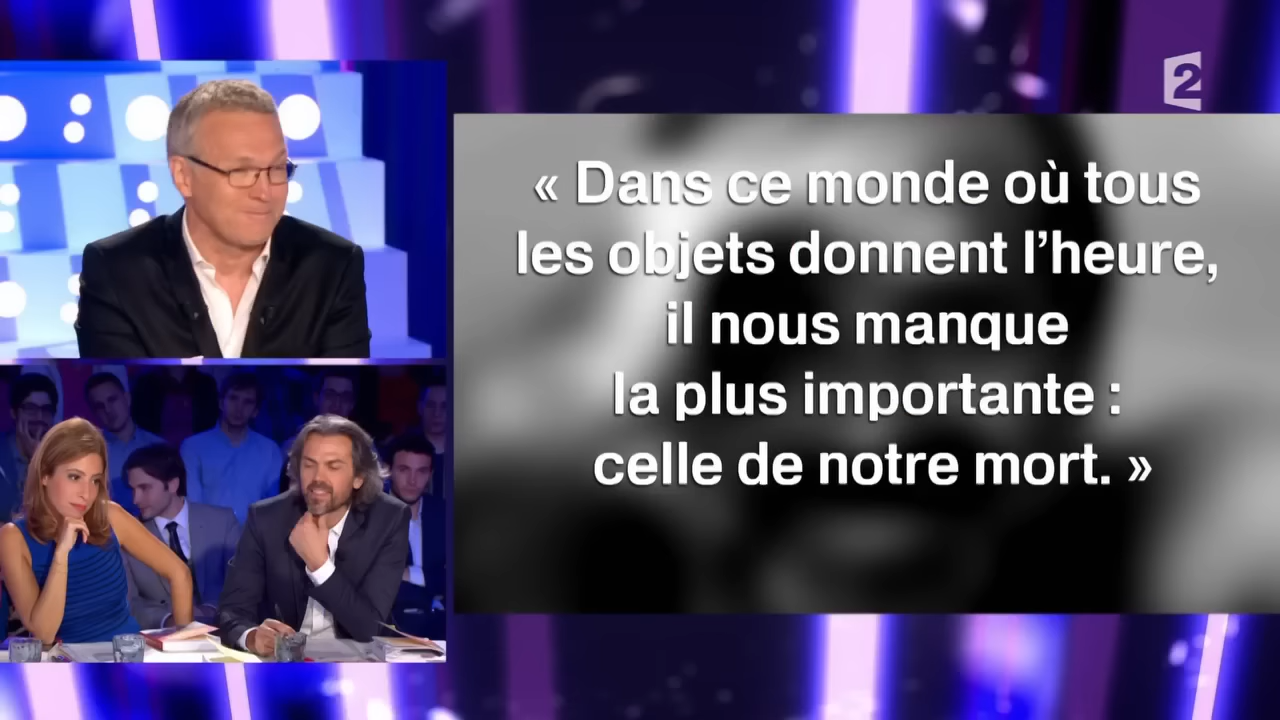 2
« Dans ce monde où tous
les objets donnent l’heure,
il nous manque
la plus importante :
celle de notre mort. »